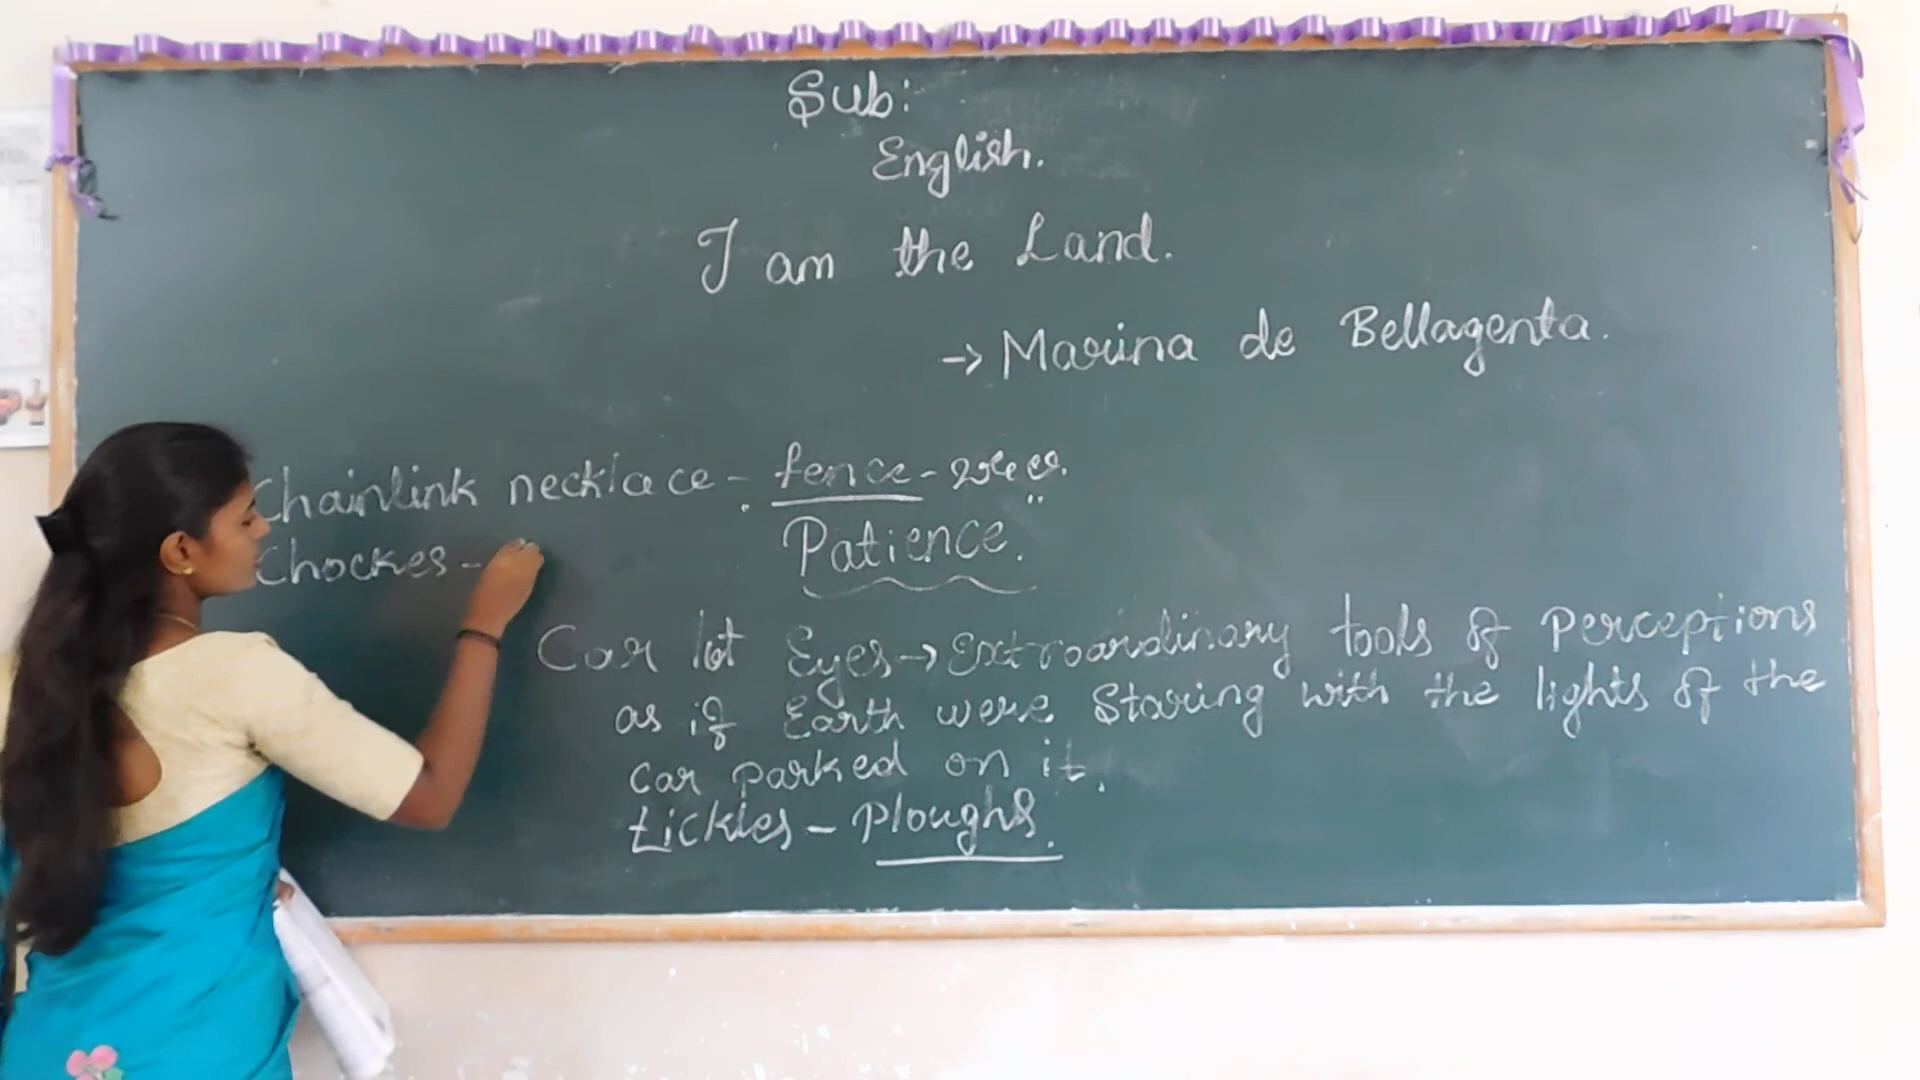 Sub:
English.
I am the Land.
→ Marina de Bellagenta.
Chainlink necklace - fence -
Patience.
Chockes -
Car lot Eyes → Extroardinary tools of Perceptions
as if Earth were Staring with the lights of the
Car parked on it.
tickles - Ploughs.